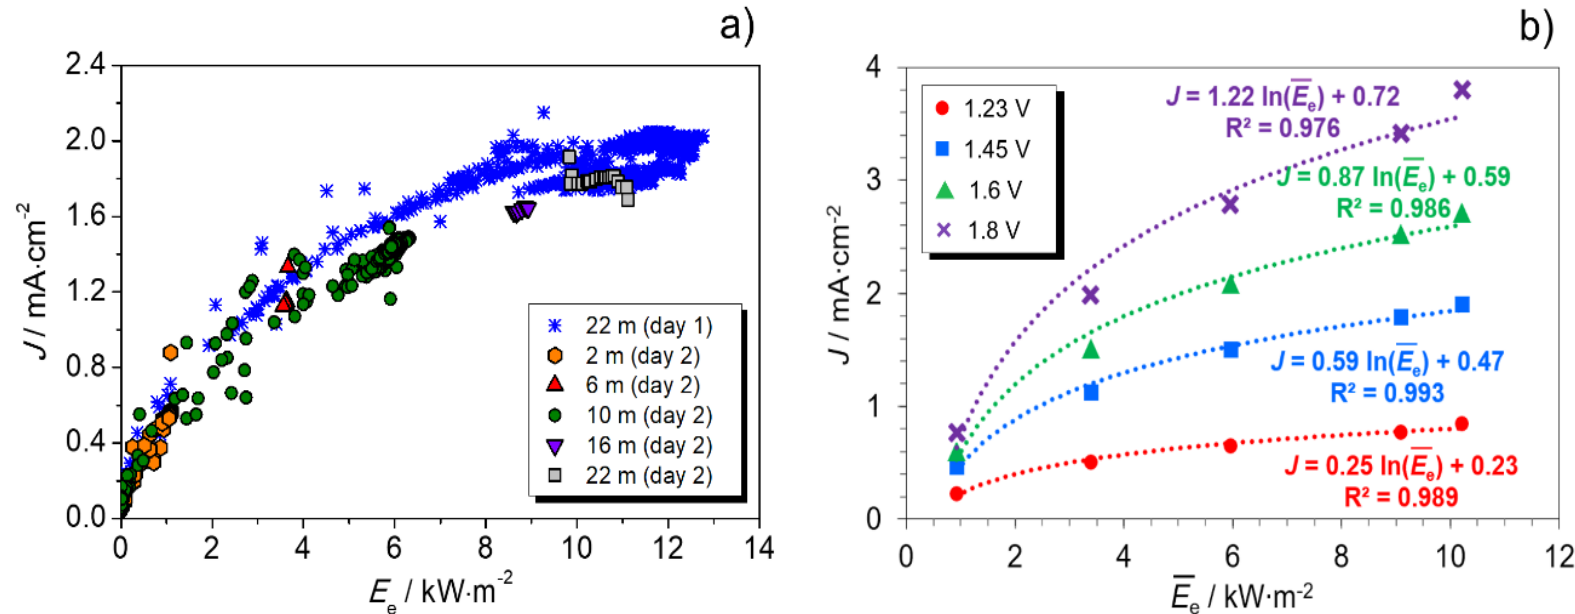 a)
2.4
2.0
1.6
1.2
0.8
0.4
0.0
J / mA·cm⁻²
0 2 4 6 8 10 12 14
Eₑ / kW·m⁻²
22 m (day 1)
2 m (day 2)
6 m (day 2)
10 m (day 2)
16 m (day 2)
22 m (day 2)
b)
4
3
2
1
0
J / mA·cm⁻²
0 2 4 6 8 10 12
E̅ₑ / kW·m⁻²
1.23 V
1.45 V
1.6 V
1.8 V
J = 1.22 ln(E̅ₑ) + 0.72
R² = 0.976
J = 0.87 ln(E̅ₑ) + 0.59
R² = 0.986
J = 0.59 ln(E̅ₑ) + 0.47
R² = 0.993
J = 0.25 ln(E̅ₑ) + 0.23
R² = 0.989